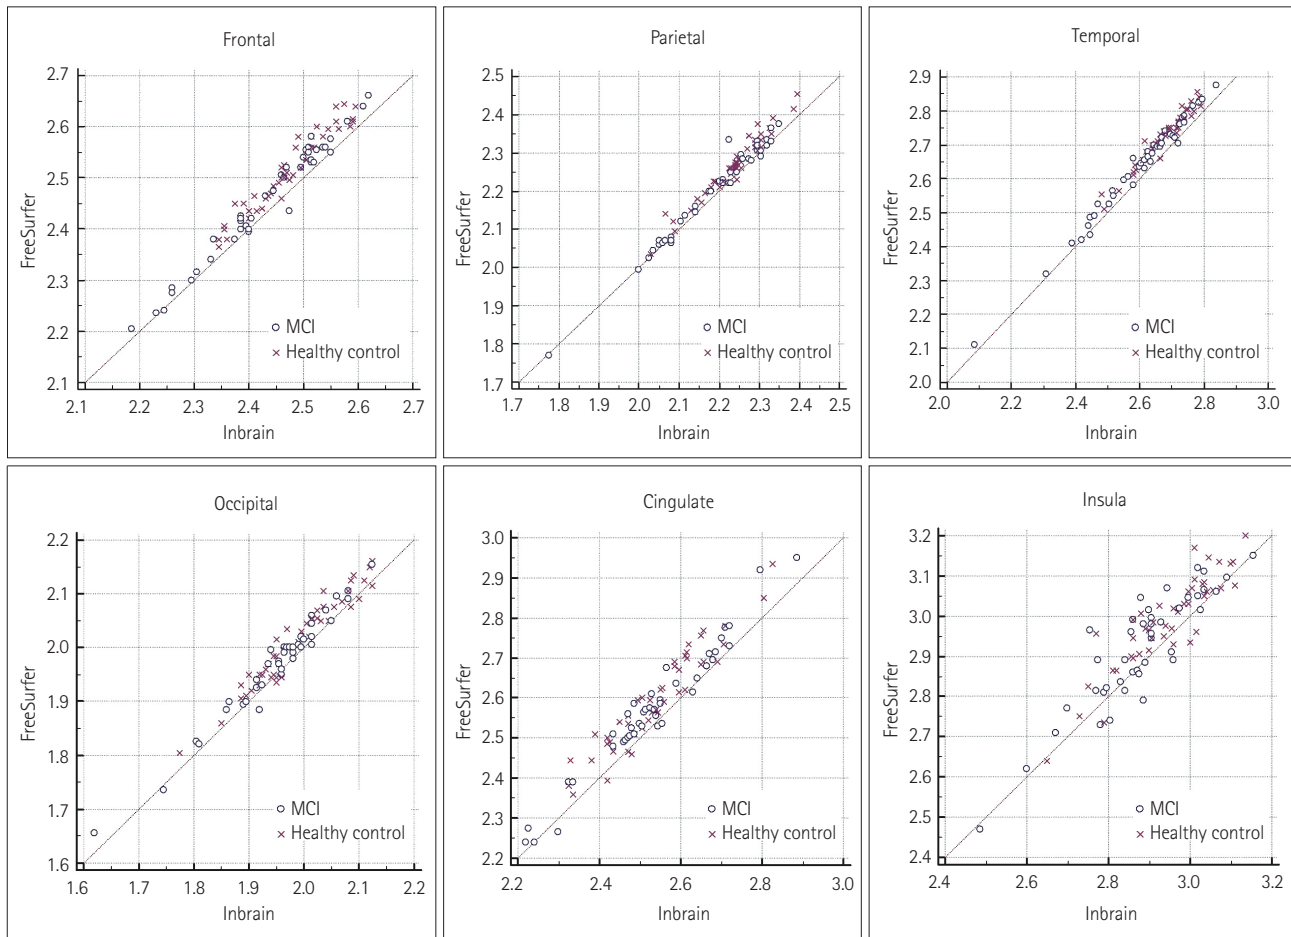 Frontal
2.7
2.6
2.5
2.4
2.3
2.2
2.1
FreeSurfer
MCI
Healthy control
2.1 2.2 2.3 2.4 2.5 2.6 2.7
Inbrain
Parietal
2.5
2.4
2.3
2.2
2.1
2.0
1.9
1.8
1.7
FreeSurfer
MCI
Healthy control
1.7 1.8 1.9 2.0 2.1 2.2 2.3 2.4 2.5
Inbrain
Temporal
2.9
2.8
2.7
2.6
2.5
2.4
2.3
2.2
2.1
2.0
FreeSurfer
MCI
Healthy control
2.0 2.2 2.4 2.6 2.8 3.0
Inbrain
Occipital
2.2
2.1
2.0
1.9
1.8
1.7
1.6
FreeSurfer
MCI
Healthy control
1.6 1.7 1.8 1.9 2.0 2.1 2.2
Inbrain
Cingulate
3.0
2.9
2.8
2.7
2.6
2.5
2.4
2.3
2.2
FreeSurfer
MCI
Healthy control
2.2 2.4 2.6 2.8 3.0
Inbrain
Insula
3.2
3.1
3.0
2.9
2.8
2.7
2.6
2.5
2.4
FreeSurfer
MCI
Healthy control
2.4 2.6 2.8 3.0 3.2
Inbrain